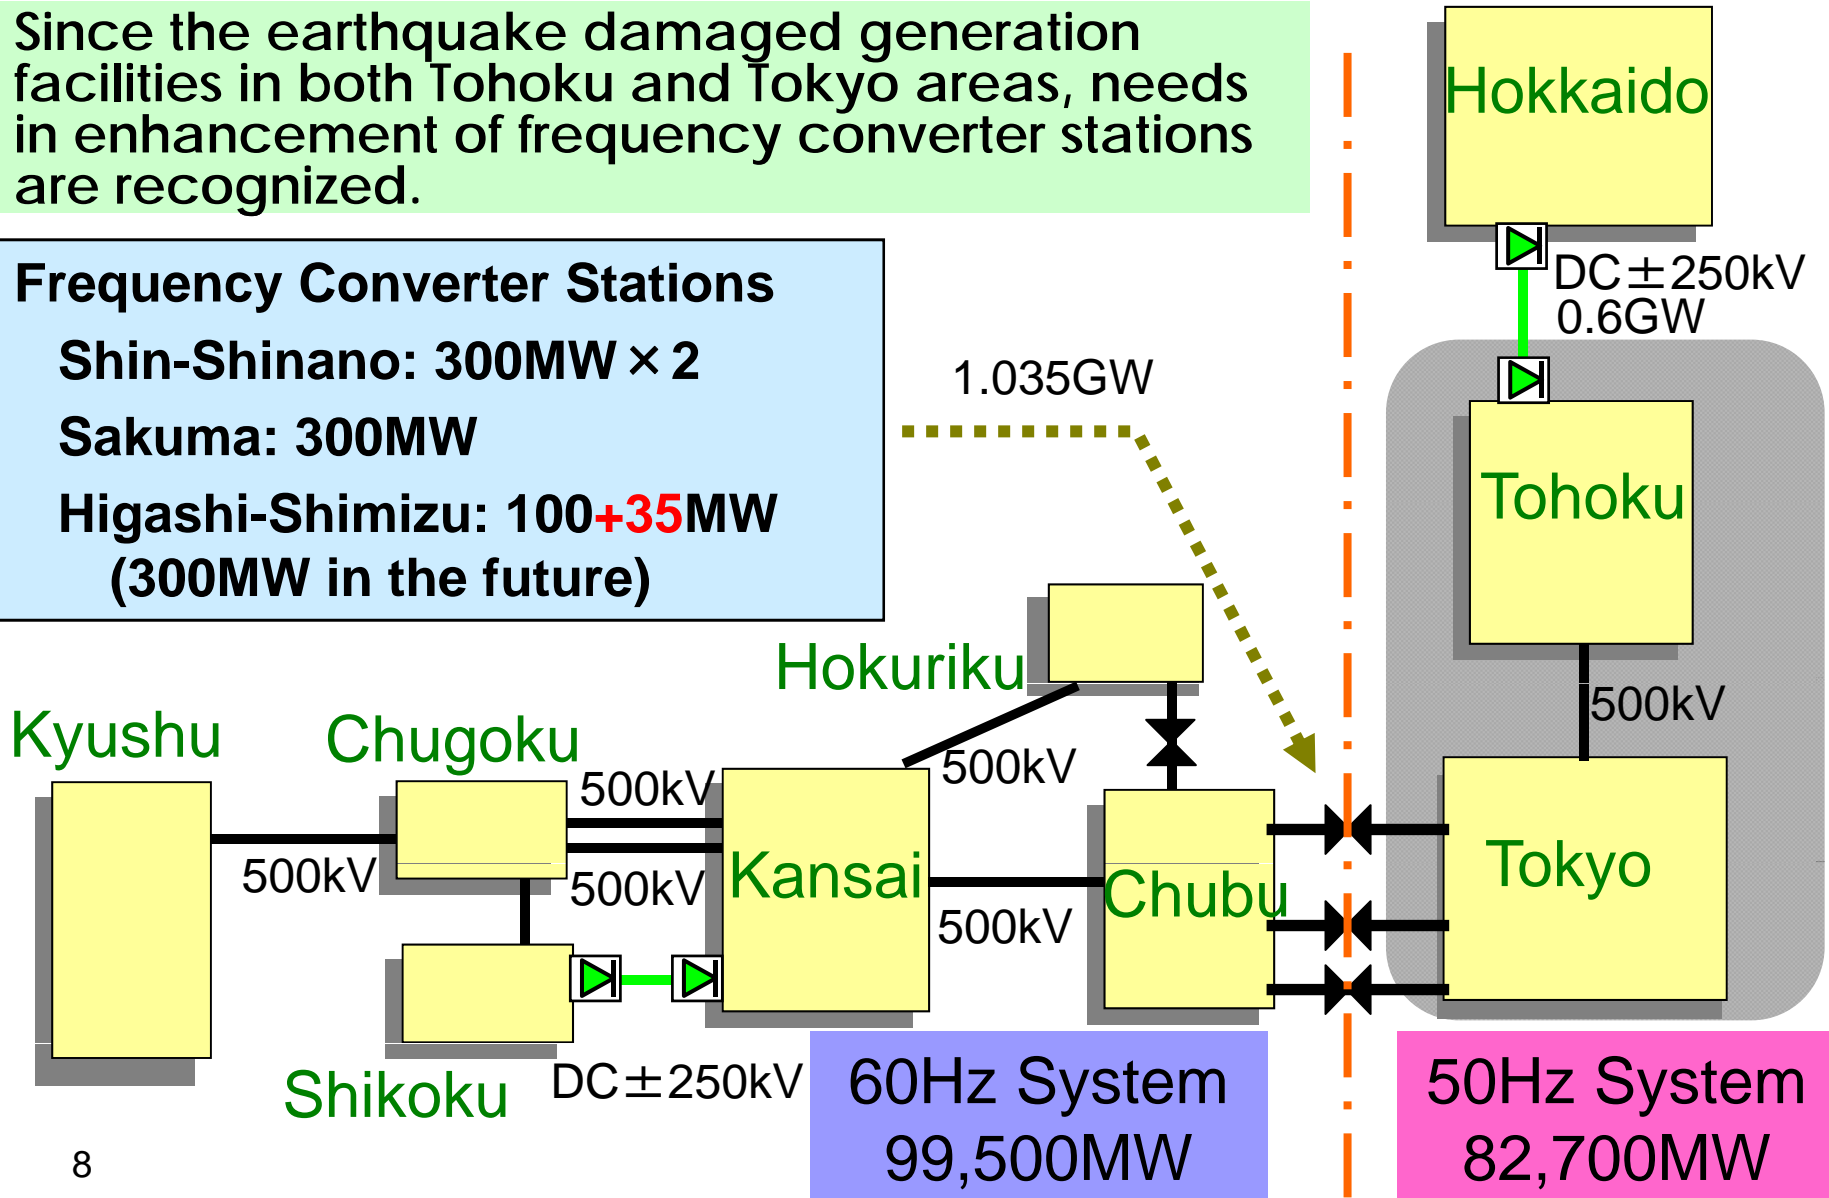 Since the earthquake damaged generation
facilities in both Tohoku and Tokyo areas, needs
in enhancement of frequency converter stations
are recognized.
Frequency Converter Stations
Shin-Shinano: 300MW×2
Sakuma: 300MW
Higashi-Shimizu: 100+35MW
(300MW in the future)
1.035GW
Hokkaido
DC±250kV
0.6GW
Tohoku
500kV
Tokyo
Hokuriku
Kyushu
Chugoku
500kV
500kV
500kV
500kV
Kansai
500kV
Chubu
Shikoku
DC±250kV
60Hz System
99,500MW
50Hz System
82,700MW
8